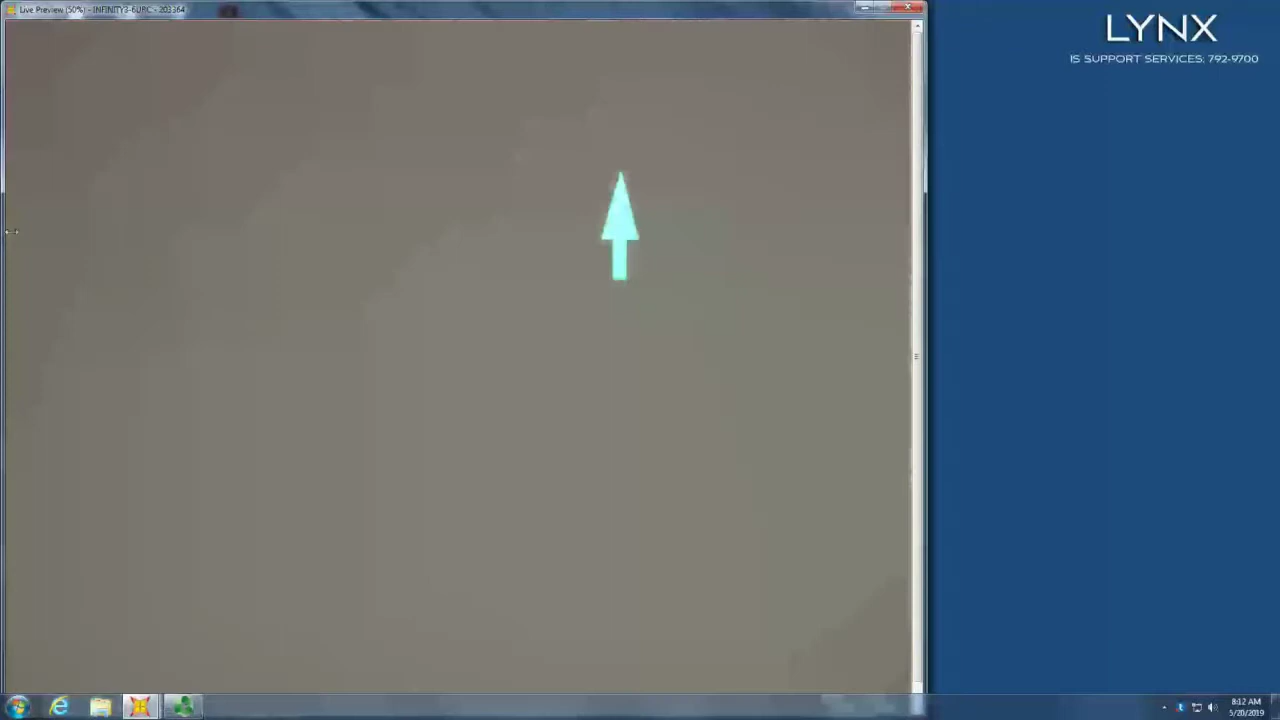 Live Preview (50%) - INFINITY3-6URC - 203364
LYNX
IS SUPPORT SERVICES: 792-9700
8:12 AM
5/20/2019